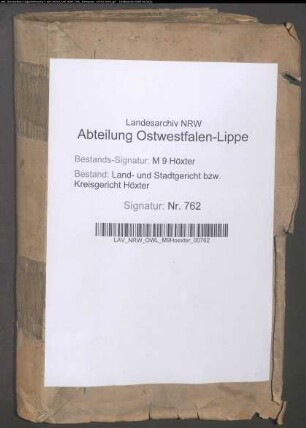 Landesarchiv NRW
Abteilung Ostwestfalen-Lippe
Bestands-Signatur: M 9 Höxter
Bestand: Land- und Stadtgericht bzw.
Kreisgericht Höxter
Signatur: Nr. 762
LAV_NRW_OWL_M9Hoexter_00762